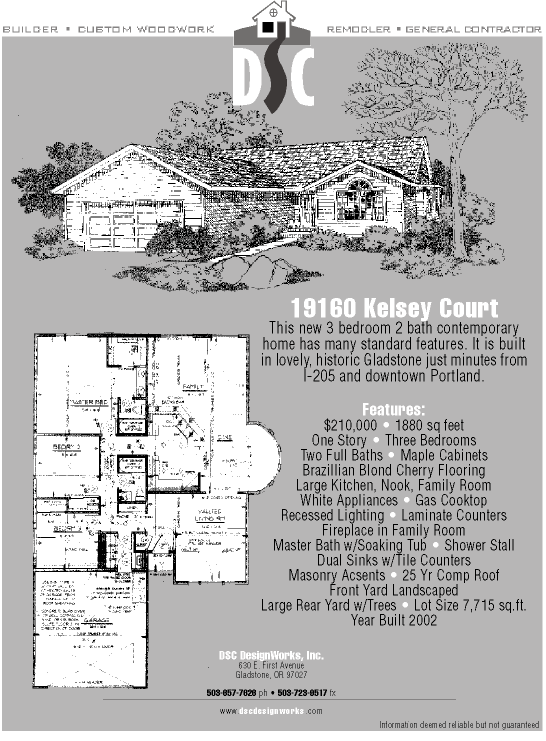 BUILDER • CUSTOM WOODWORK
REMODLER • GENERAL CONTRACTOR
DSC
19160 Kelsey Court
This new 3 bedroom 2 bath contemporary
home has many standard features. It is built
in lovely, historic Gladstone just minutes from
I-205 and downtown Portland.
Features:
$210,000 • 1880 sq feet
One Story • Three Bedrooms
Two Full Baths • Maple Cabinets
Brazillian Blond Cherry Flooring
Large Kitchen, Nook, Family Room
White Appliances • Gas Cooktop
Recessed Lighting • Laminate Counters
Fireplace in Family Room
Master Bath w/Soaking Tub • Shower Stall
Dual Sinks w/Tile Counters
Masonry Acsents • 25 Yr Comp Roof
Front Yard Landscaped
Large Rear Yard w/Trees • Lot Size 7,715 sq.ft.
Year Built 2002
MASTER BED
FAMILY
BEDRM 2
VAULTED
LIVING RM
GARAGE
DSC DesignWorks, Inc.
630 E. First Avenue
Gladstone, OR 97027
503-657-7628 ph • 503-723-9517 fx
www.dscdesignworks.com
Information deemed reliable but not guaranteed